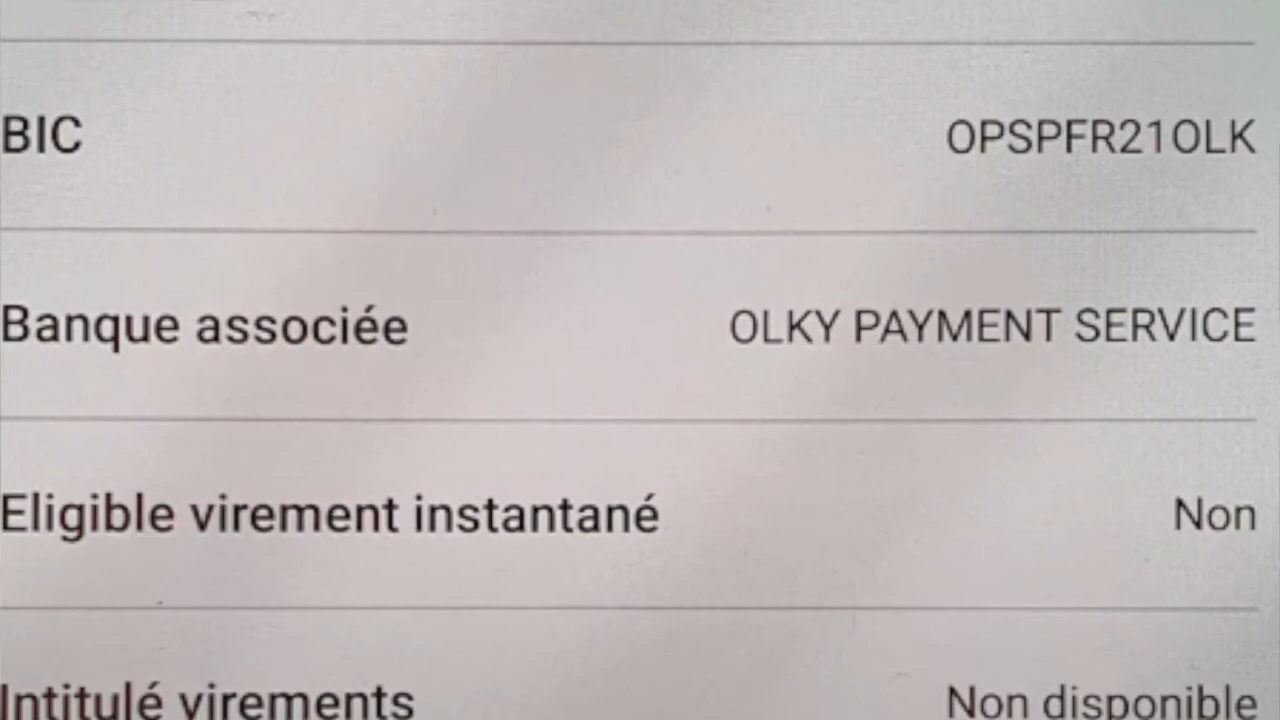 BIC OPSPFR21OLK
Banque associée OLKY PAYMENT SERVICE
Eligible virement instantané Non
Intitulé virements Non disponible